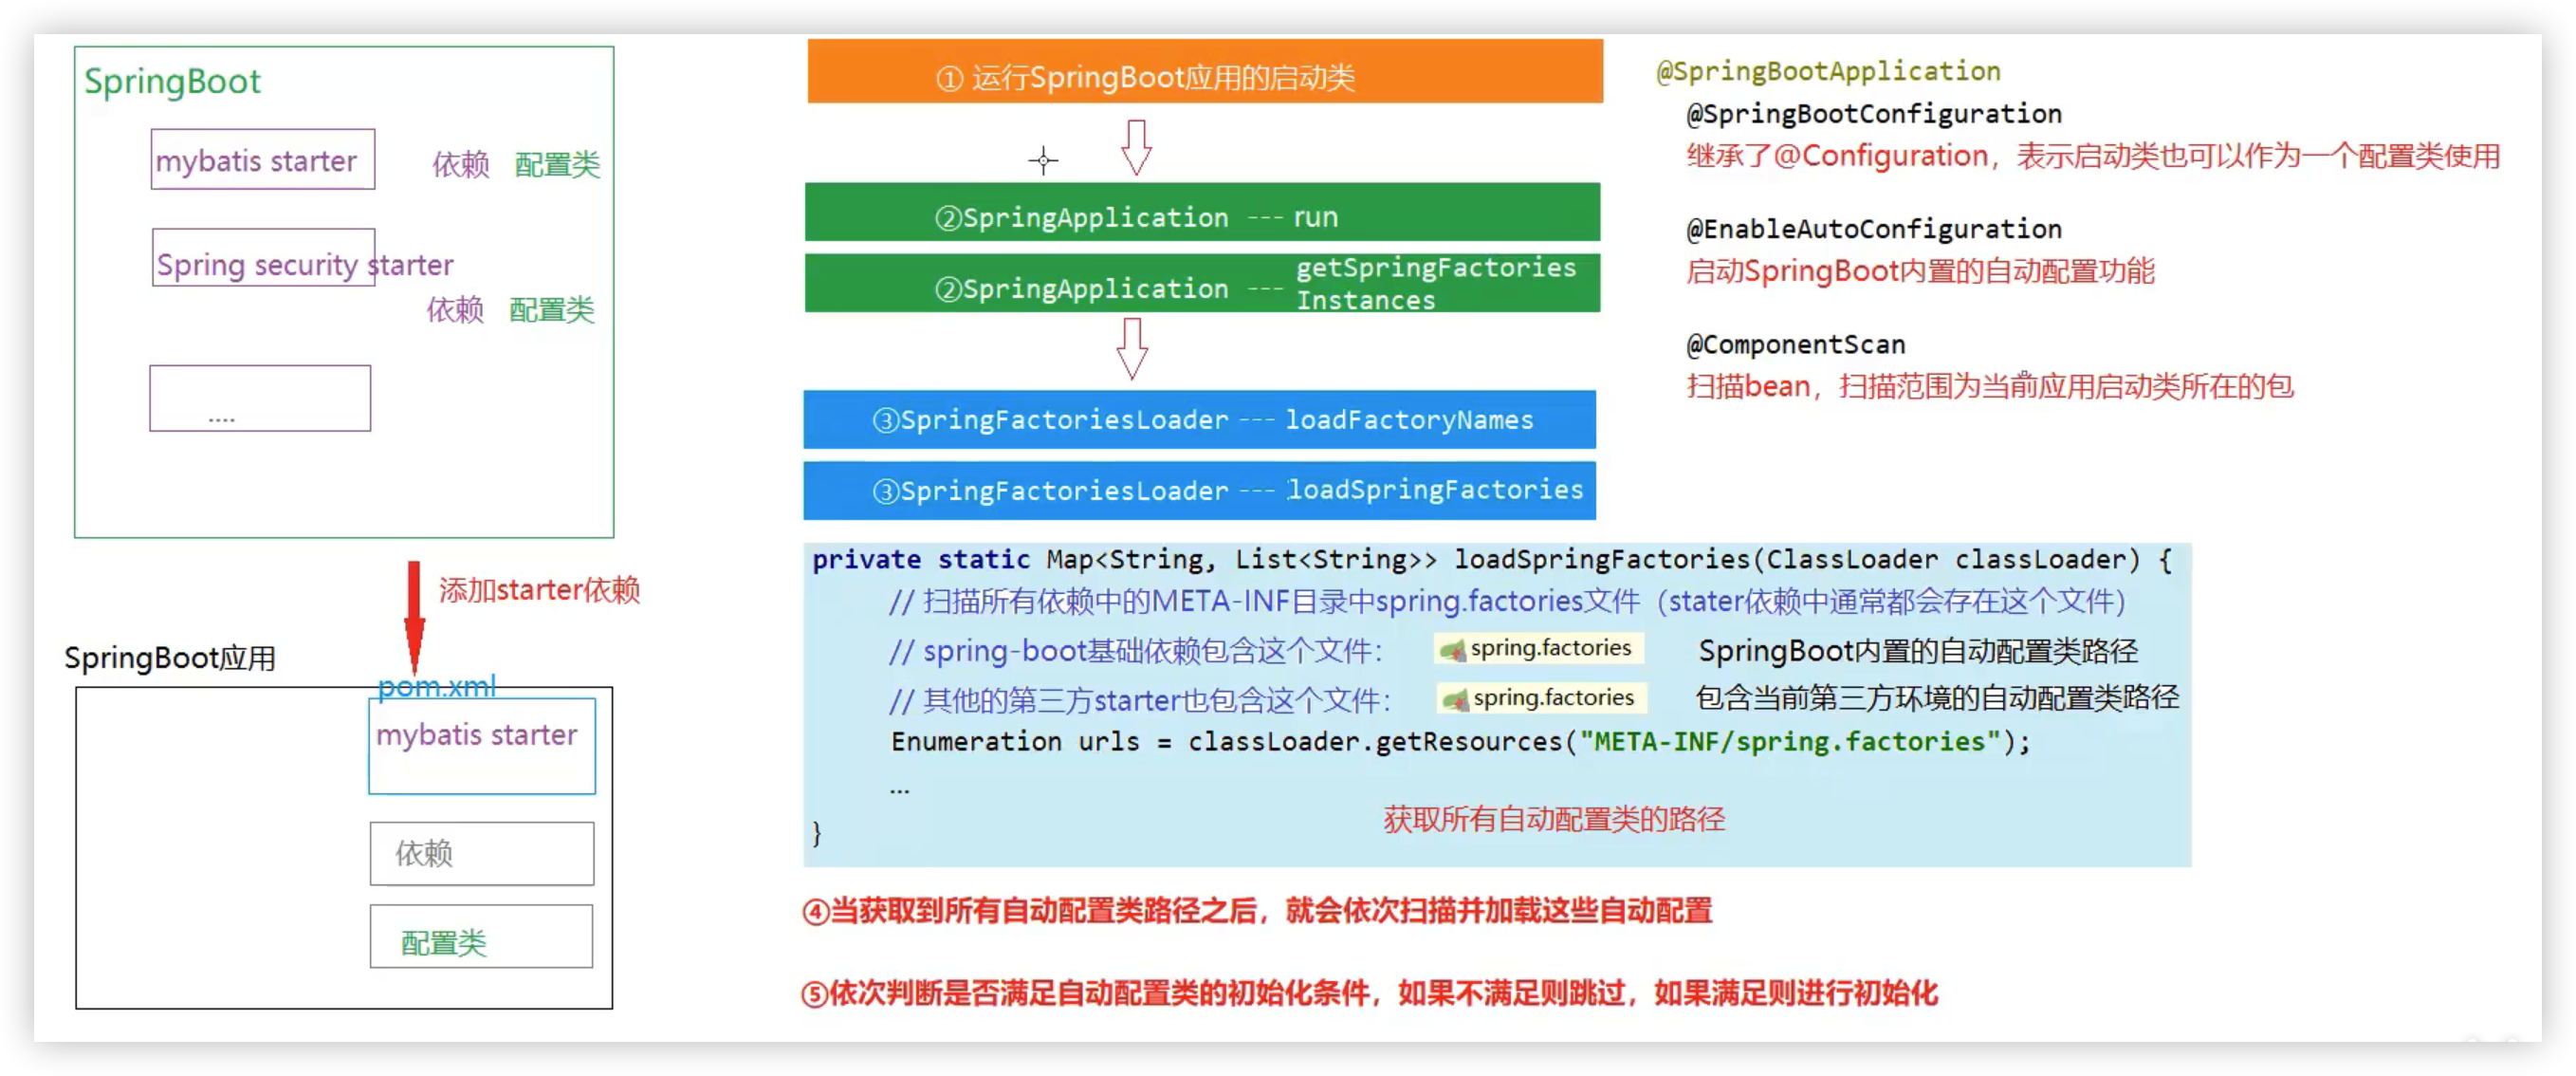 SpringBoot
mybatis starter
依赖 配置类
Spring security starter
依赖 配置类
....
添加starter依赖
SpringBoot应用
pom.xml
mybatis starter
依赖
配置类
① 运行SpringBoot应用的启动类
②SpringApplication --- run
②SpringApplication --- getSpringFactories
Instances
③SpringFactoriesLoader --- loadFactoryNames
③SpringFactoriesLoader --- loadSpringFactories
private static Map<String, List<String>> loadSpringFactories(ClassLoader classLoader) {
// 扫描所有依赖中的META-INF目录中spring.factories文件（stater依赖中通常都会存在这个文件）
// spring-boot基础依赖包含这个文件： spring.factories SpringBoot内置的自动配置类路径
// 其他的第三方starter也包含这个文件： spring.factories 包含当前第三方环境的自动配置类路径
Enumeration urls = classLoader.getResources("META-INF/spring.factories");
...
获取所有自动配置类的路径
}
④当获取到所有自动配置类路径之后，就会依次扫描并加载这些自动配置
⑤依次判断是否满足自动配置类的初始化条件，如果不满足则跳过，如果满足则进行初始化
@SpringBootApplication
@SpringBootConfiguration
继承了@Configuration，表示启动类也可以作为一个配置类使用
@EnableAutoConfiguration
启动SpringBoot内置的自动配置功能
@ComponentScan
扫描bean，扫描范围为当前应用启动类所在的包